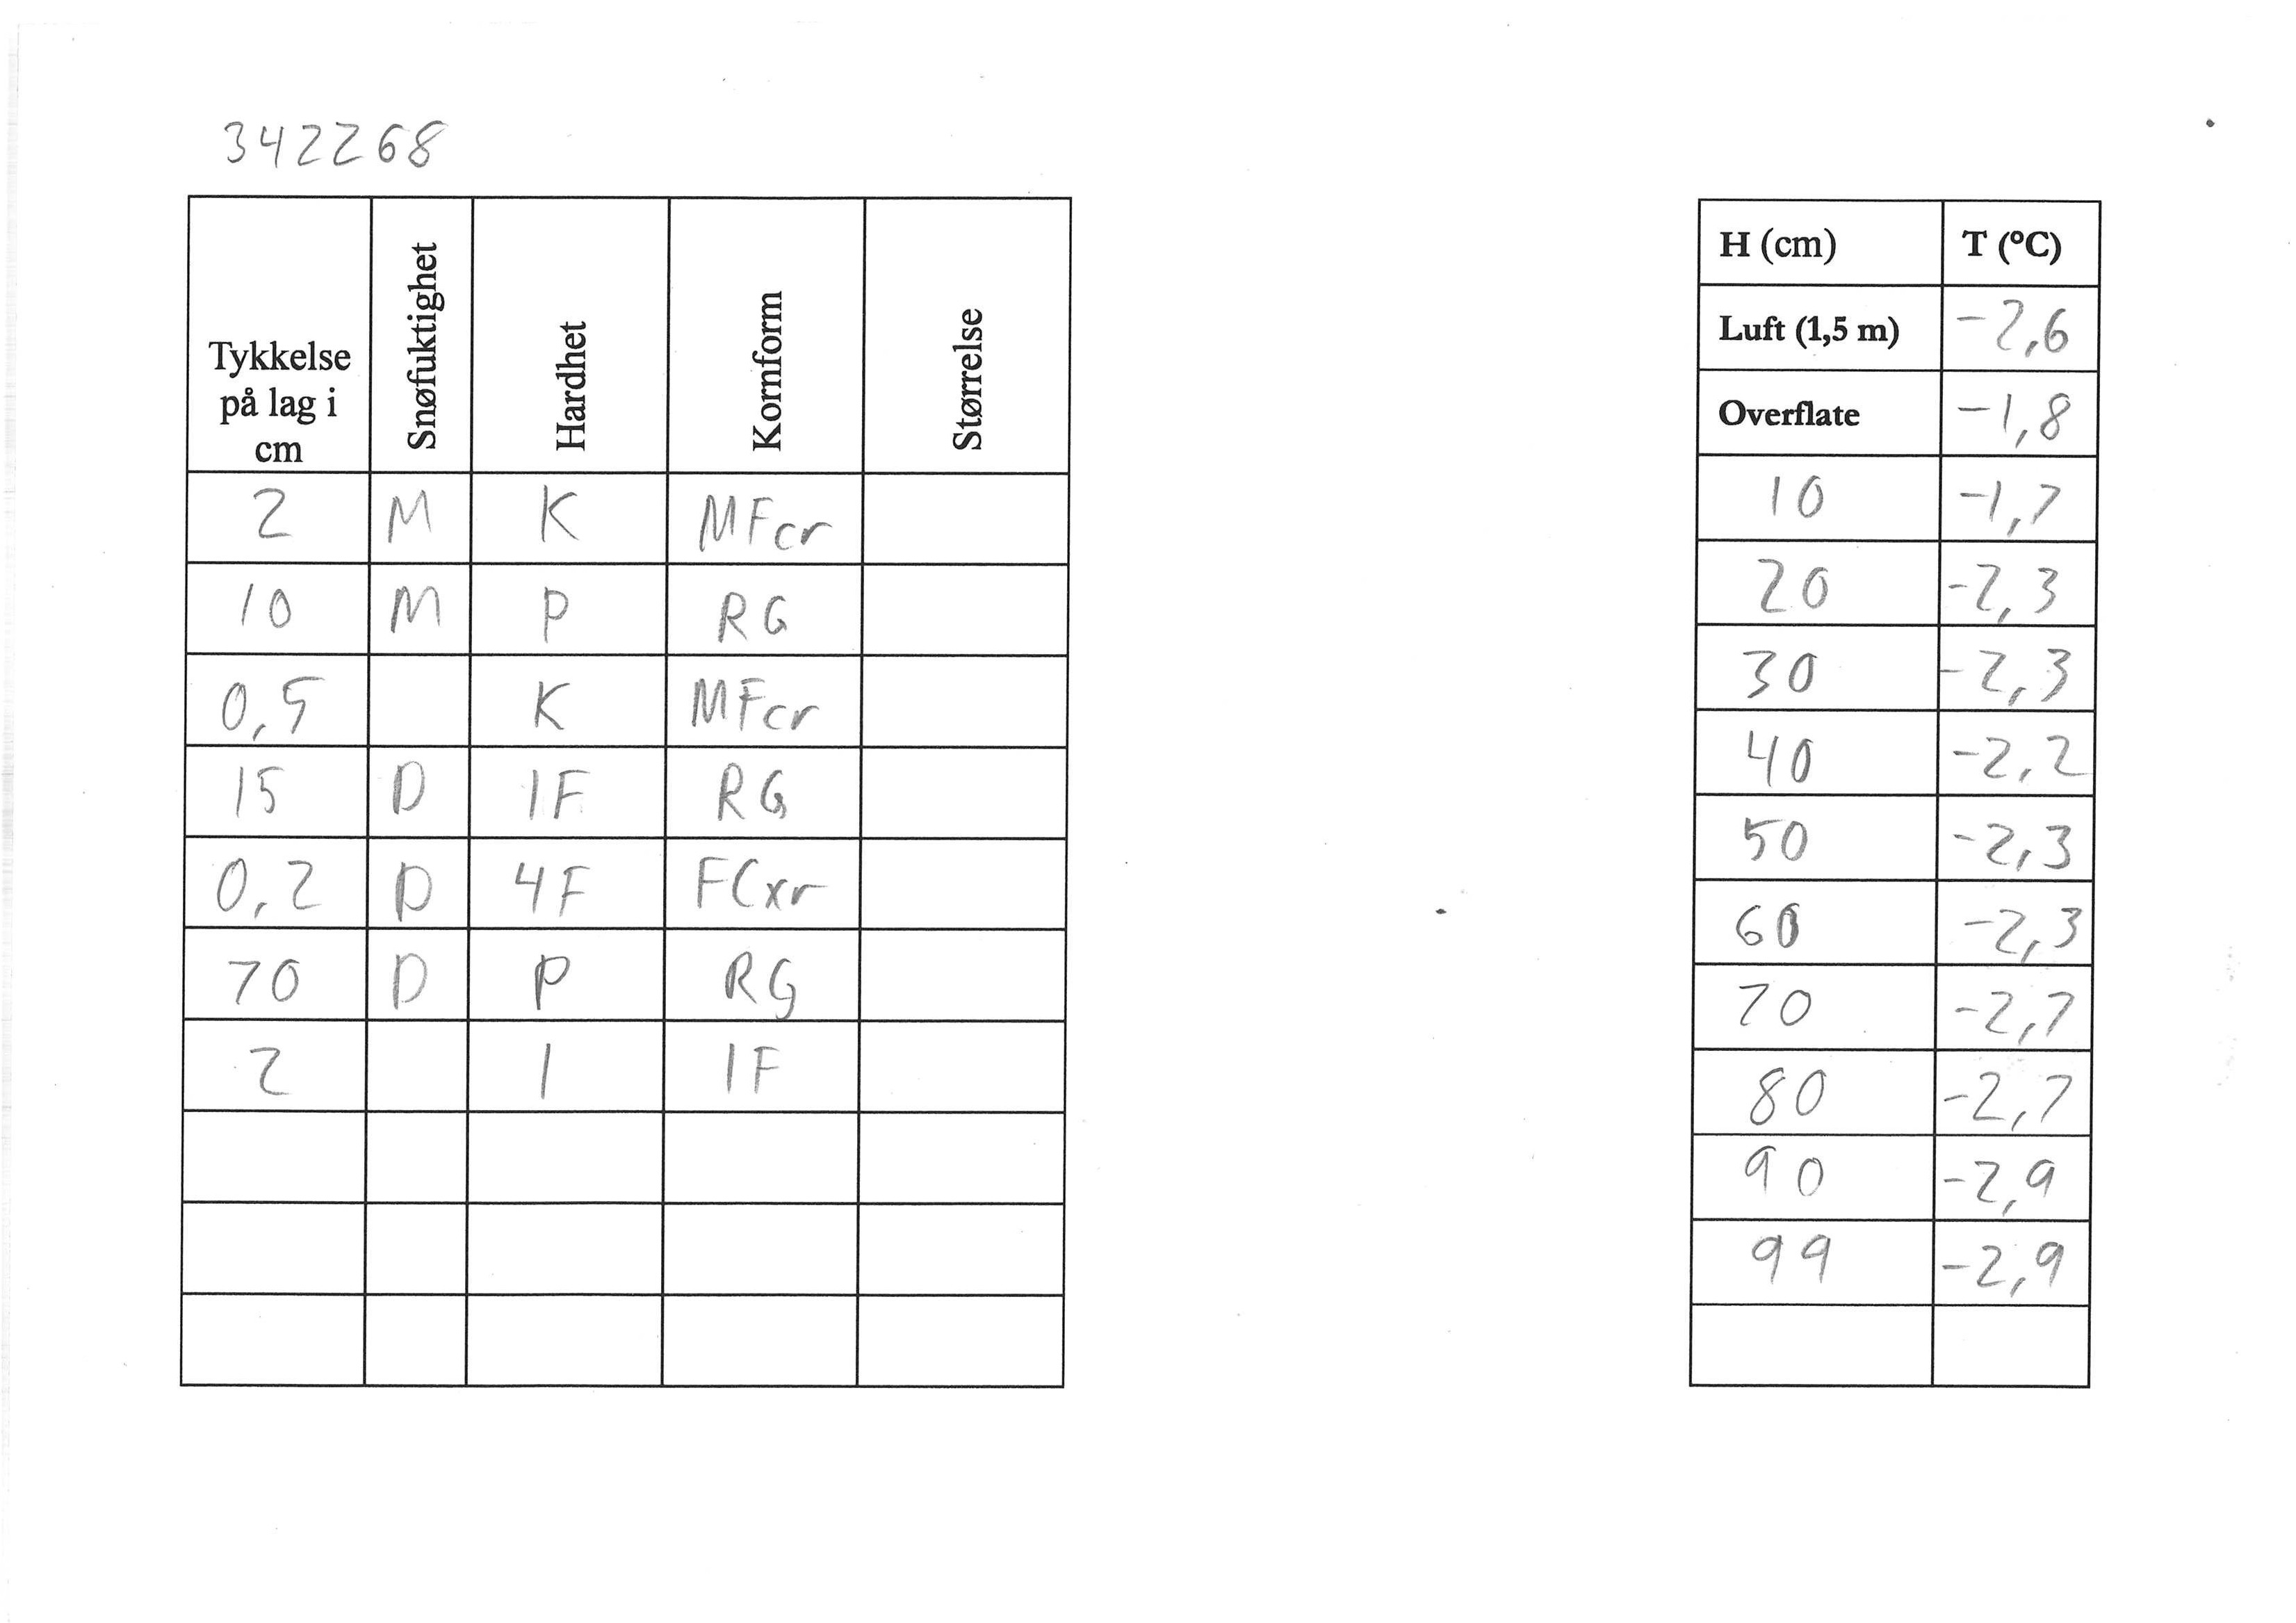 342268
Tykkelse på lag i cm Snøfuktighet Hardhet Kornform Størrelse
2 M K MFcr
10 M P RG
0,5 K MFcr
15 D 1F RG
0,2 D 4F FCxr
70 D P RG
2 I IF
H (cm) T (°C)
Luft (1,5 m) -2,6
Overflate -1,8
10 -1,7
20 -2,3
30 -2,3
40 -2,2
50 -2,3
60 -2,3
70 -2,7
80 -2,7
90 -2,9
99 -2,9